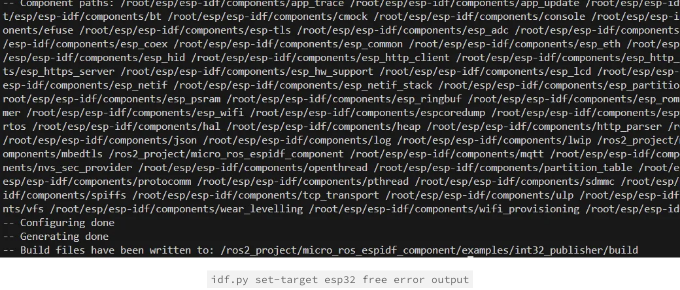 -- Component paths: /root/esp/esp-idf/components/app_trace /root/esp/esp-idf/components/app_update /root/esp/esp-i
t/esp/esp-idf/components/bt /root/esp/esp-idf/components/cmock /root/esp/esp-idf/components/console /root/esp/esp-i
onents/efuse /root/esp/esp-idf/components/esp-tls /root/esp/esp-idf/components/esp_adc /root/esp/esp-idf/components
/esp-idf/components/esp_coex /root/esp/esp-idf/components/esp_common /root/esp/esp-idf/components/esp_eth /root/esp
/esp-idf/components/esp_hid /root/esp/esp-idf/components/esp_http_client /root/esp/esp-idf/components/esp_http_
ts/esp_https_server /root/esp/esp-idf/components/esp_hw_support /root/esp/esp-idf/components/esp_lcd /root/esp/esp-
esp-idf/components/esp_netif /root/esp/esp-idf/components/esp_netif_stack /root/esp/esp-idf/components/esp_partitio
root/esp/esp-idf/components/esp_psram /root/esp/esp-idf/components/esp_ringbuf /root/esp/esp-idf/components/esp_rom
mer /root/esp/esp-idf/components/esp_wifi /root/esp/esp-idf/components/espcoredump /root/esp/esp-idf/components/esp
rtos /root/esp/esp-idf/components/hal /root/esp/esp-idf/components/heap /root/esp/esp-idf/components/http_parser /r
/root/esp/esp-idf/components/json /root/esp/esp-idf/components/log /root/esp/esp-idf/components/lwip /ros2_project/m
omponents/mbedtls /ros2_project/micro_ros_espidf_component /root/esp/esp-idf/components/mqtt /root/esp/esp-idf/com
nts/nvs_sec_provider /root/esp/esp-idf/components/openthread /root/esp/esp-idf/components/partition_table /root/e
esp/esp-idf/components/protocomm /root/esp/esp-idf/components/pthread /root/esp/esp-idf/components/sdmmc /root/esp/
idf/components/spiffs /root/esp/esp-idf/components/tcp_transport /root/esp/esp-idf/components/ulp /root/esp/esp-idf
nts/vfs /root/esp/esp-idf/components/wear_levelling /root/esp/esp-idf/components/wifi_provisioning /root/esp/esp-id
-- Configuring done
-- Generating done
-- Build files have been written to: /ros2_project/micro_ros_espidf_component/examples/int32_publisher/build
idf.py set-target esp32 free error output